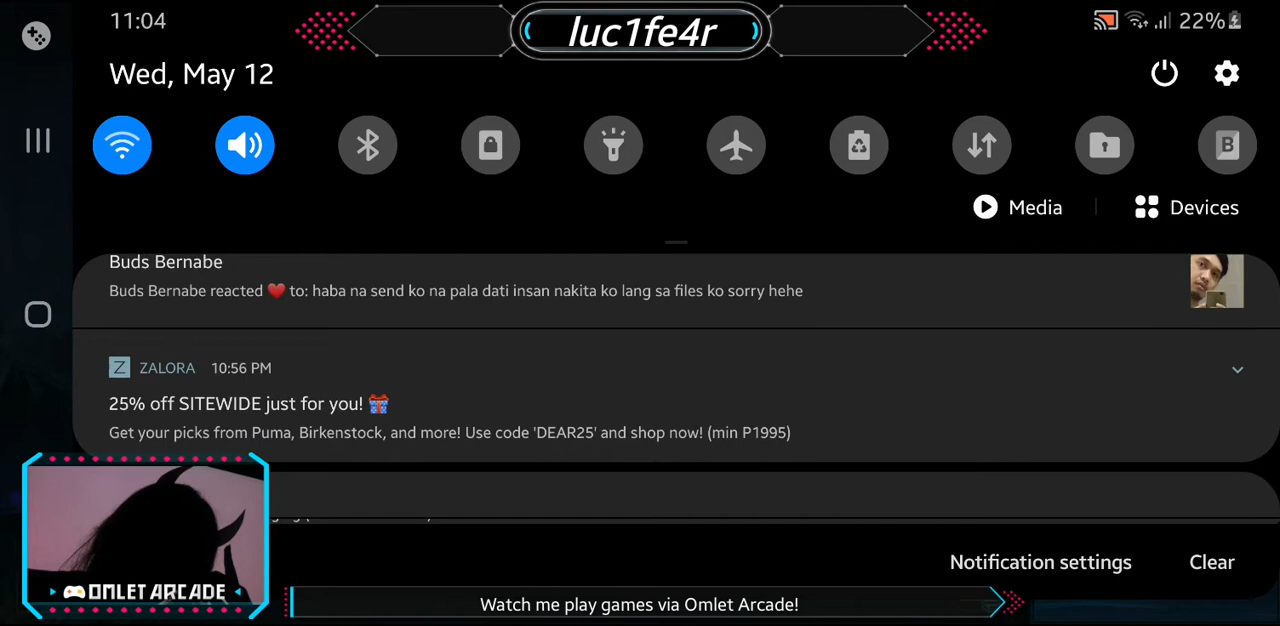 11:04
luc1fe4r
22%
Wed, May 12
B
Media
Devices
Buds Bernabe
Buds Bernabe reacted ❤️ to: haba na send ko na pala dati insan nakita ko lang sa files ko sorry hehe
Z ZALORA 10:56 PM
25% off SITEWIDE just for you! 🎁
Get your picks from Puma, Birkenstock, and more! Use code 'DEAR25' and shop now! (min P1995)
OMLET ARCADE
Notification settings
Clear
Watch me play games via Omlet Arcade!